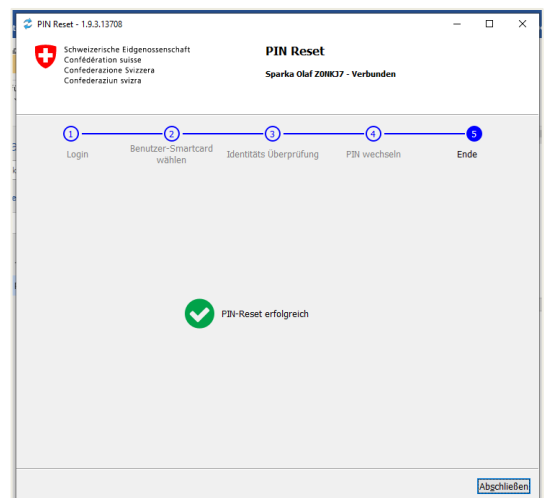 PIN Reset - 1.9.3.13708
Schweizerische Eidgenossenschaft
Confédération suisse
Confederazione Svizzera
Confederaziun svizra
PIN Reset
Sparka Olaf Z0NKJ7 - Verbunden
1
2
3
4
5
Login
Benutzer-Smartcard
wählen
Identitäts Überprüfung
PIN wechseln
Ende
PIN-Reset erfolgreich
Abschließen